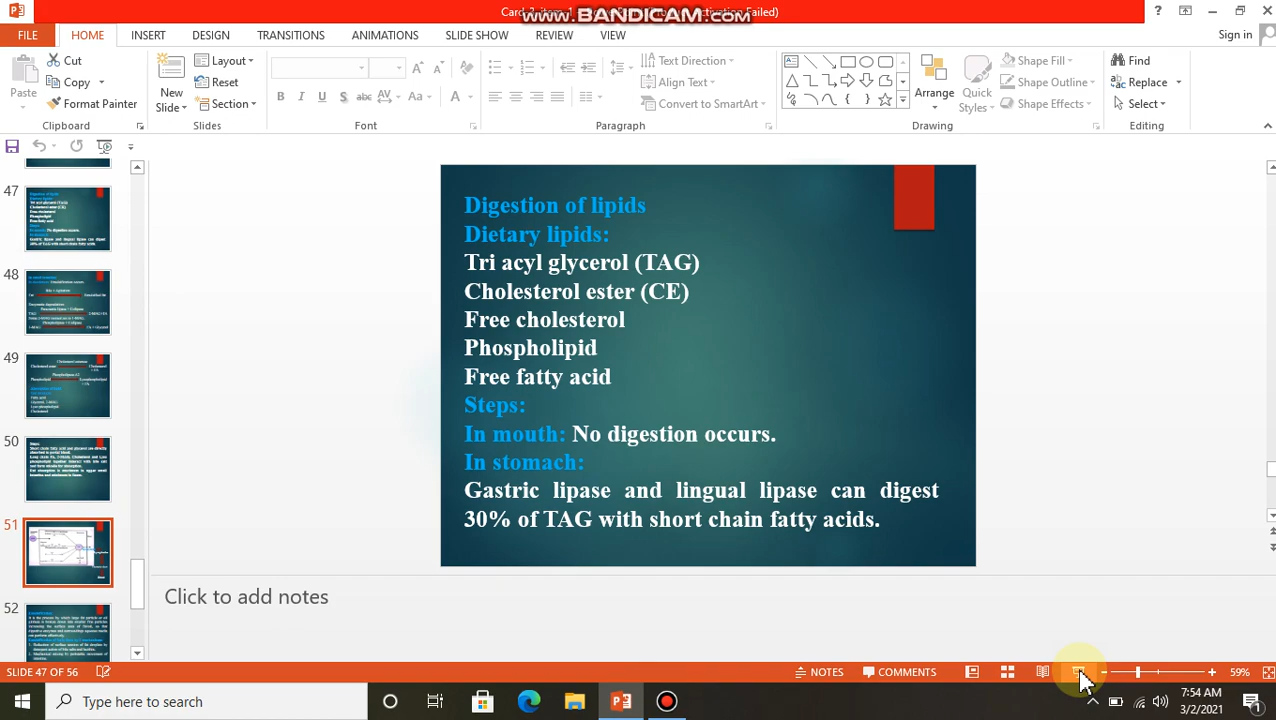 www.BANDICAM.com
Failed)
FILE HOME INSERT DESIGN TRANSITIONS ANIMATIONS SLIDE SHOW REVIEW VIEW Sign in
Paste Cut Copy Format Painter Clipboard
New Slide Layout Reset Section Slides
Font
Text Direction Align Text Convert to SmartArt Paragraph
Arrange Quick Styles Shape Fill Shape Outline Shape Effects Drawing
Find Replace Select Editing
47
48
49
50
51
52
Digestion of lipids
Dietary lipids:
Tri acyl glycerol (TAG)
Cholesterol ester (CE)
Free cholesterol
Phospholipid
Free fatty acid
Steps:
In mouth: No digestion occurs.
In stomach:
Gastric lipase and lingual lipase can digest
30% of TAG with short chain fatty acids.
Click to add notes
SLIDE 47 OF 56 NOTES COMMENTS 59%
Type here to search
7:54 AM
3/2/2021